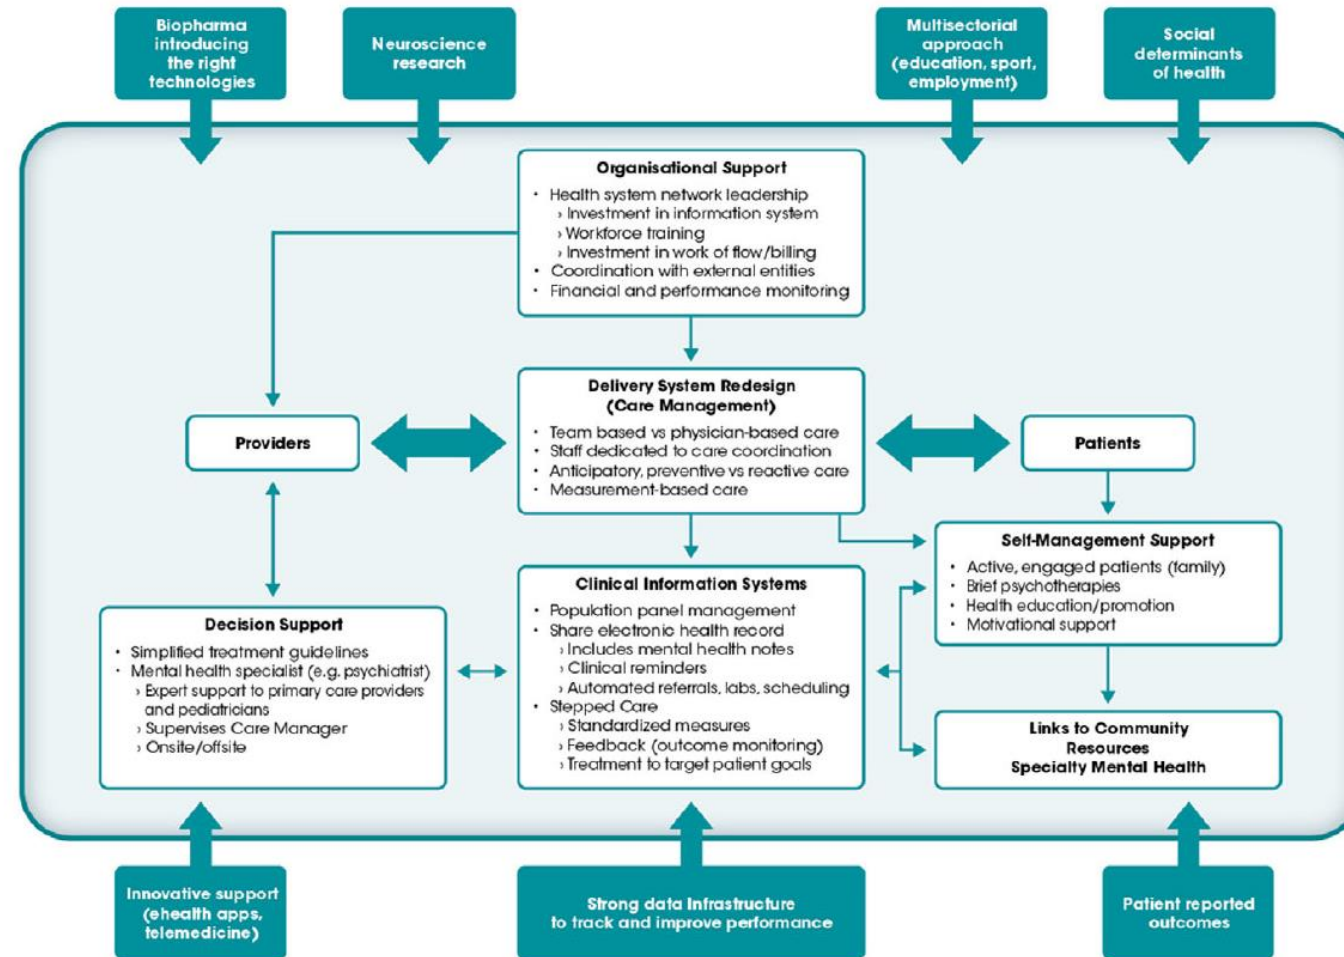 Biopharma
introducing
the right
technologies
Neuroscience
research
Multisectorial
approach
(education, sport,
employment)
Social
determinants
of health
Organisational Support
• Health system network leadership
› Investment in information system
› Workforce training
› Investment in work of flow/billing
• Coordination with external entities
• Financial and performance monitoring
Providers
Delivery System Redesign
(Care Management)
• Team based vs physician-based care
• Staff dedicated to care coordination
• Anticipatory, preventive vs reactive care
• Measurement-based care
Patients
Self-Management Support
• Active, engaged patients (family)
• Brief psychotherapies
• Health education/promotion
• Motivational support
Decision Support
• Simplified treatment guidelines
• Mental health specialist (e.g. psychiatrist)
› Expert support to primary care providers
and pediatricians
› Supervises Care Manager
› Onsite/offsite
Clinical Information Systems
• Population panel management
• Share electronic health record
› Includes mental health notes
› Clinical reminders
› Automated referrals, labs, scheduling
• Stepped Care
› Standardized measures
› Feedback (outcome monitoring)
› Treatment to target patient goals
Links to Community
Resources
Specialty Mental Health
Innovative support
(ehealth apps,
telemedicine)
Strong data Infrastructure
to track and improve performance
Patient reported
outcomes